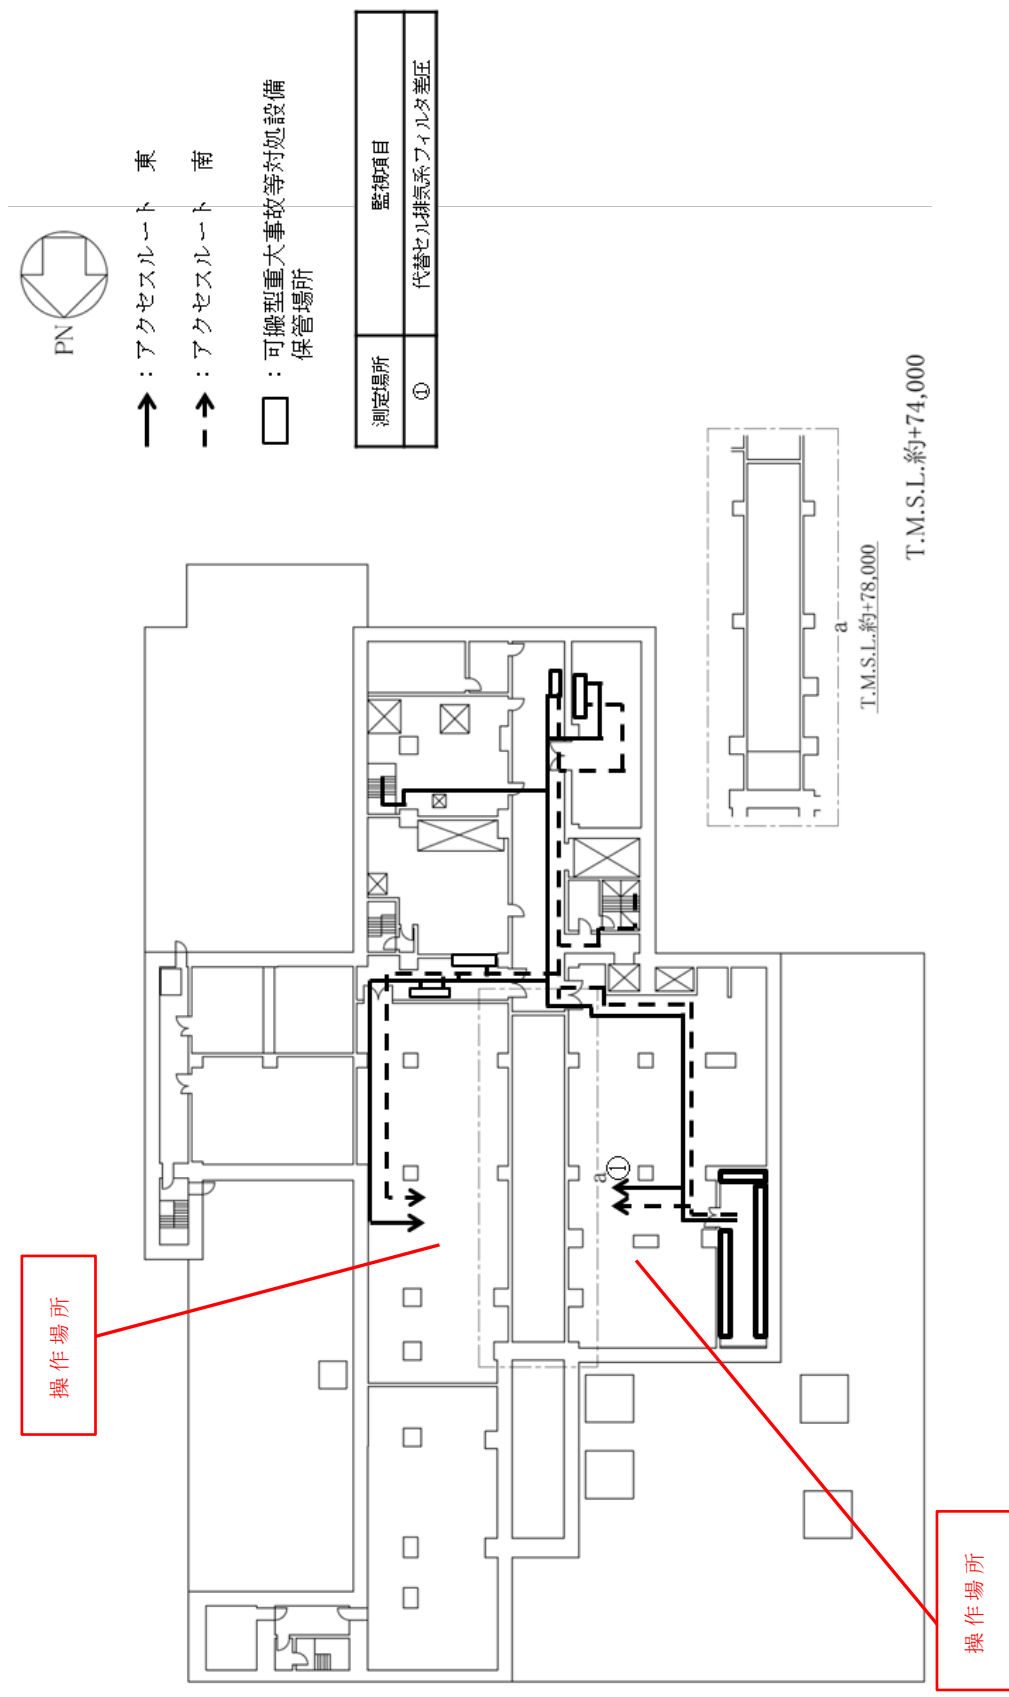 PN
：アクセスルート　東
：アクセスルート　南
：可搬型重大事故等対処設備
保管場所
測定場所　監視項目
①　代替セル排気系フィルタ差圧
操作場所
操作場所
①
a
a
T.M.S.L.約+78,000
T.M.S.L.約+74,000